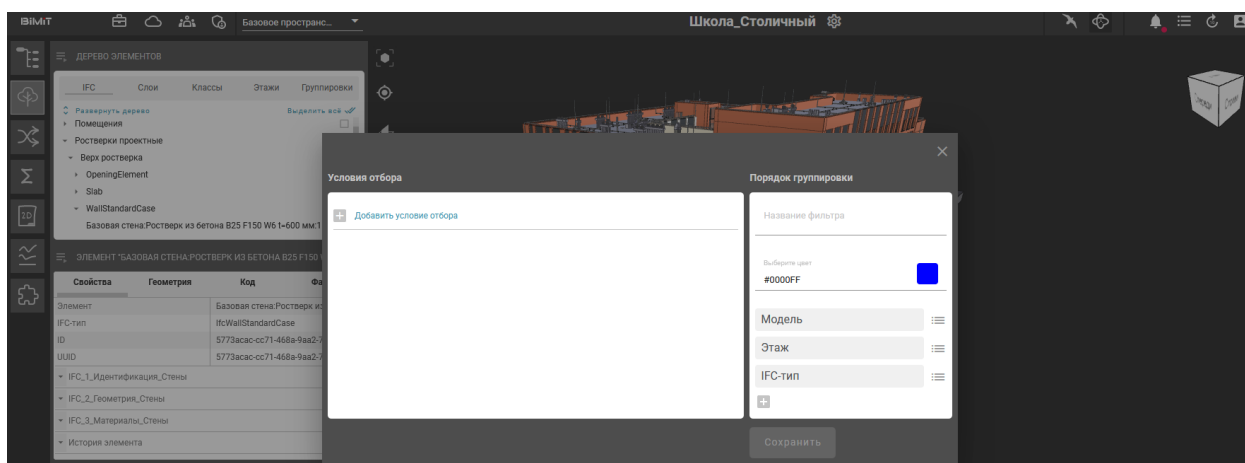 BiMiT
Базовое пространс...
Школа_Столичный
ДЕРЕВО ЭЛЕМЕНТОВ
IFC Слои Классы Этажи Группировки
Развернуть дерево Выделить всё
Помещения
Ростверки проектные
Верх ростверка
OpeningElement
Slab
WallStandardCase
Базовая стена:Ростверк из бетона B25 F150 W6 t=600 мм:1
2D
ЭЛЕМЕНТ "БАЗОВАЯ СТЕНА:РОСТВЕРК ИЗ БЕТОНА B25 F150
Свойства Геометрия Код Фа
Элемент Базовая стена:Ростверк из
IFC-тип IfcWallStandardCase
ID 5773acac-cc71-468a-9aa2-7
UUID 5773acac-cc71-468a-9aa2-7
IFC_1_Идентификация_Стены
IFC_2_Геометрия_Стены
IFC_3_Материалы_Стены
История элемента
Условия отбора
Добавить условие отбора
Порядок группировки
Название фильтра
Выберите цвет
#0000FF
Модель
Этаж
IFC-тип
Сохранить